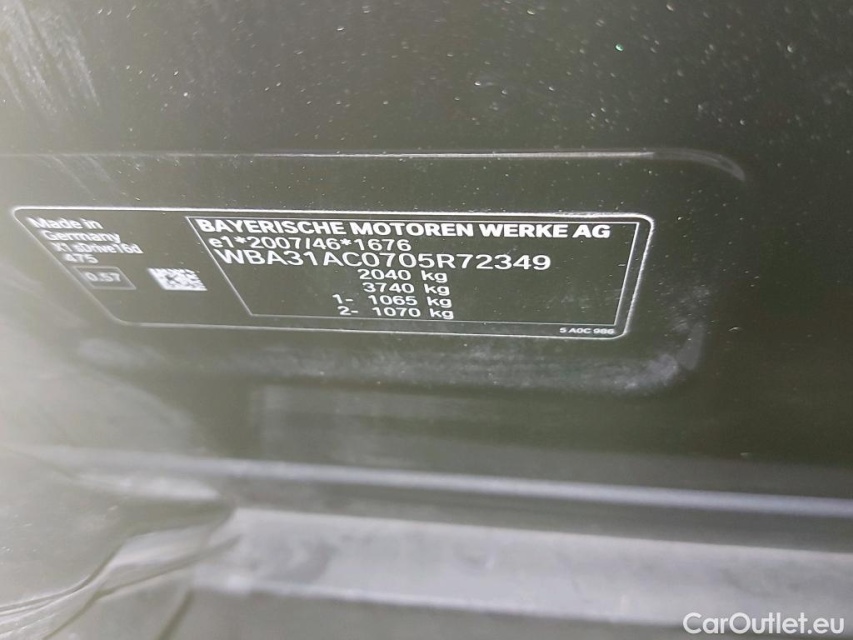 Made in
Germany
X1 sDrive16d
475
0.57
BAYERISCHE MOTOREN WERKE AG
e1*2007/46*1676
WBA31AC0705R72349
2040 kg
3740 kg
1- 1065 kg
2- 1070 kg
5 A0C 986
CarOutlet.eu